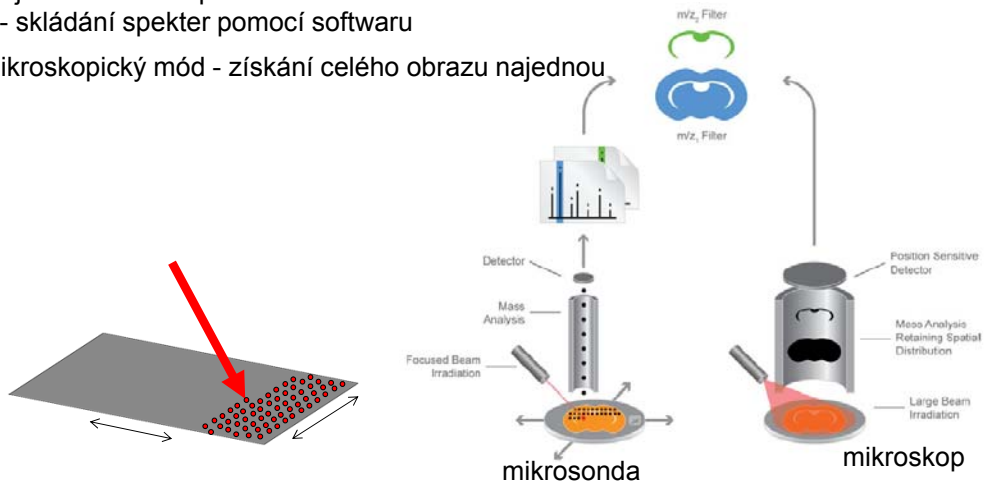 - skládání spekter pomocí softwaru
ikroskopický mód - získání celého obrazu najednou
m/z2 Filter
m/z1 Filter
Detector
Mass
Analysis
Focused Beam
Irradiation
mikrosonda
Position Sensitive
Detector
Mass Analysis
Retaining Spatial
Distribution
Large Beam
Irradiation
mikroskop